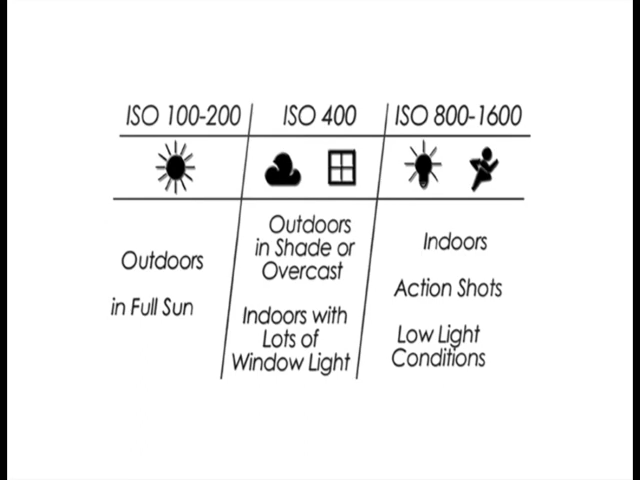 ISO 100-200
ISO 400
ISO 800-1600
Outdoors
in Full Sun
Outdoors
in Shade or
Overcast
Indoors with
Lots of
Window Light
Indoors
Action Shots
Low Light
Conditions